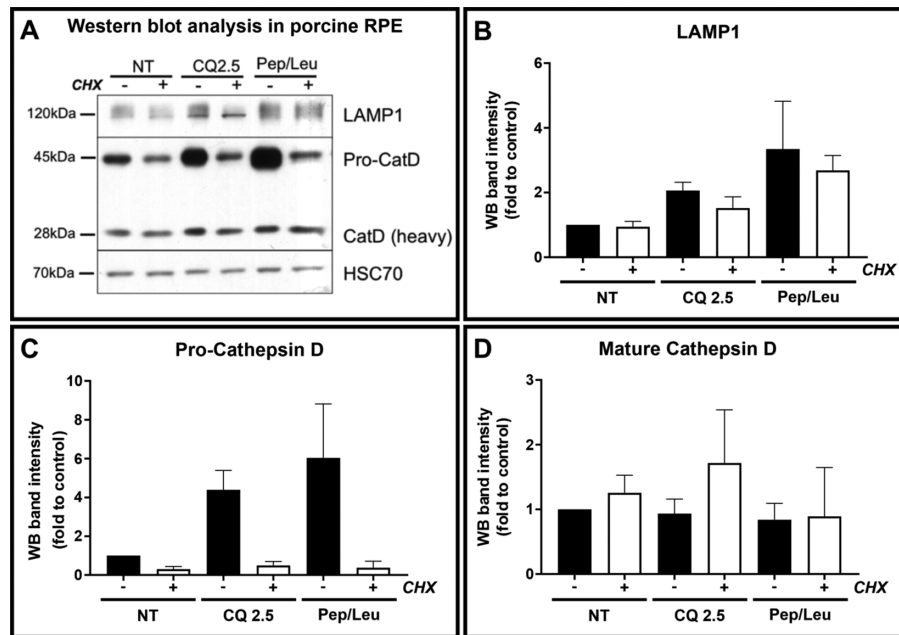 A Western blot analysis in porcine RPE
NT CQ2.5 Pep/Leu
CHX - + - + - +
120kDa LAMP1
45kDa Pro-CatD
28kDa CatD (heavy)
70kDa HSC70
B LAMP1
WB band intensity
(fold to control)
6
4
2
0
- + - + - + CHX
NT CQ 2.5 Pep/Leu
C Pro-Cathepsin D
WB band intensity
(fold to control)
10
8
6
4
2
0
- + - + - + CHX
NT CQ 2.5 Pep/Leu
D Mature Cathepsin D
WB band intensity
(fold to control)
3
2
1
0
- + - + - + CHX
NT CQ 2.5 Pep/Leu